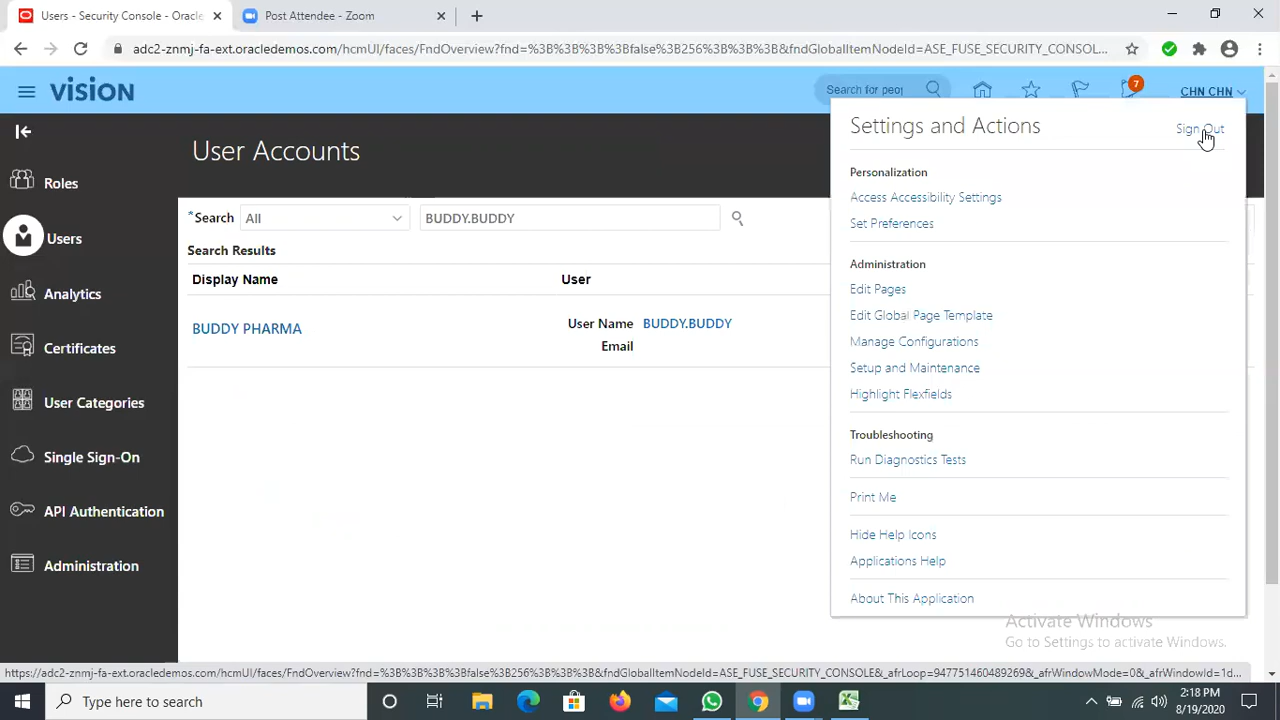 Users - Security Console - Oracle
Post Attendee - Zoom
adc2-znmj-fa-ext.oracledemos.com/hcmUI/faces/FndOverview?fnd=%3B%3B%3B%3Bfalse%3B256%3B%3B%3B&fndGlobalItemNodeId=ASE_FUSE_SECURITY_CONSOL...
VISION
Search for peop
7
CHN CHN
Settings and Actions
Sign Out
User Accounts
Personalization
Roles
Access Accessibility Settings
*Search
All
BUDDY.BUDDY
Set Preferences
Users
Search Results
Administration
Display Name
User
Edit Pages
Analytics
Edit Global Page Template
BUDDY PHARMA
User Name BUDDY.BUDDY
Email
Manage Configurations
Certificates
Setup and Maintenance
Highlight Flexfields
User Categories
Troubleshooting
Single Sign-On
Run Diagnostics Tests
Print Me
API Authentication
Hide Help Icons
Applications Help
Administration
About This Application
Activate Windows
Go to Settings to activate Windows.
https://adc2-znmj-fa-ext.oracledemos.com/hcmUI/faces/FndOverview?fnd=%3B%3B%3B%3Bfalse%3B256%3B%3B%3B&fndGlobalItemNodeId=ASE_FUSE_SECURITY_CONSOLE&_afrLoop=9477514604892698&_afrWindowMode=0&_afrWindowId=1d...
Type here to search
2:18 PM
8/19/2020